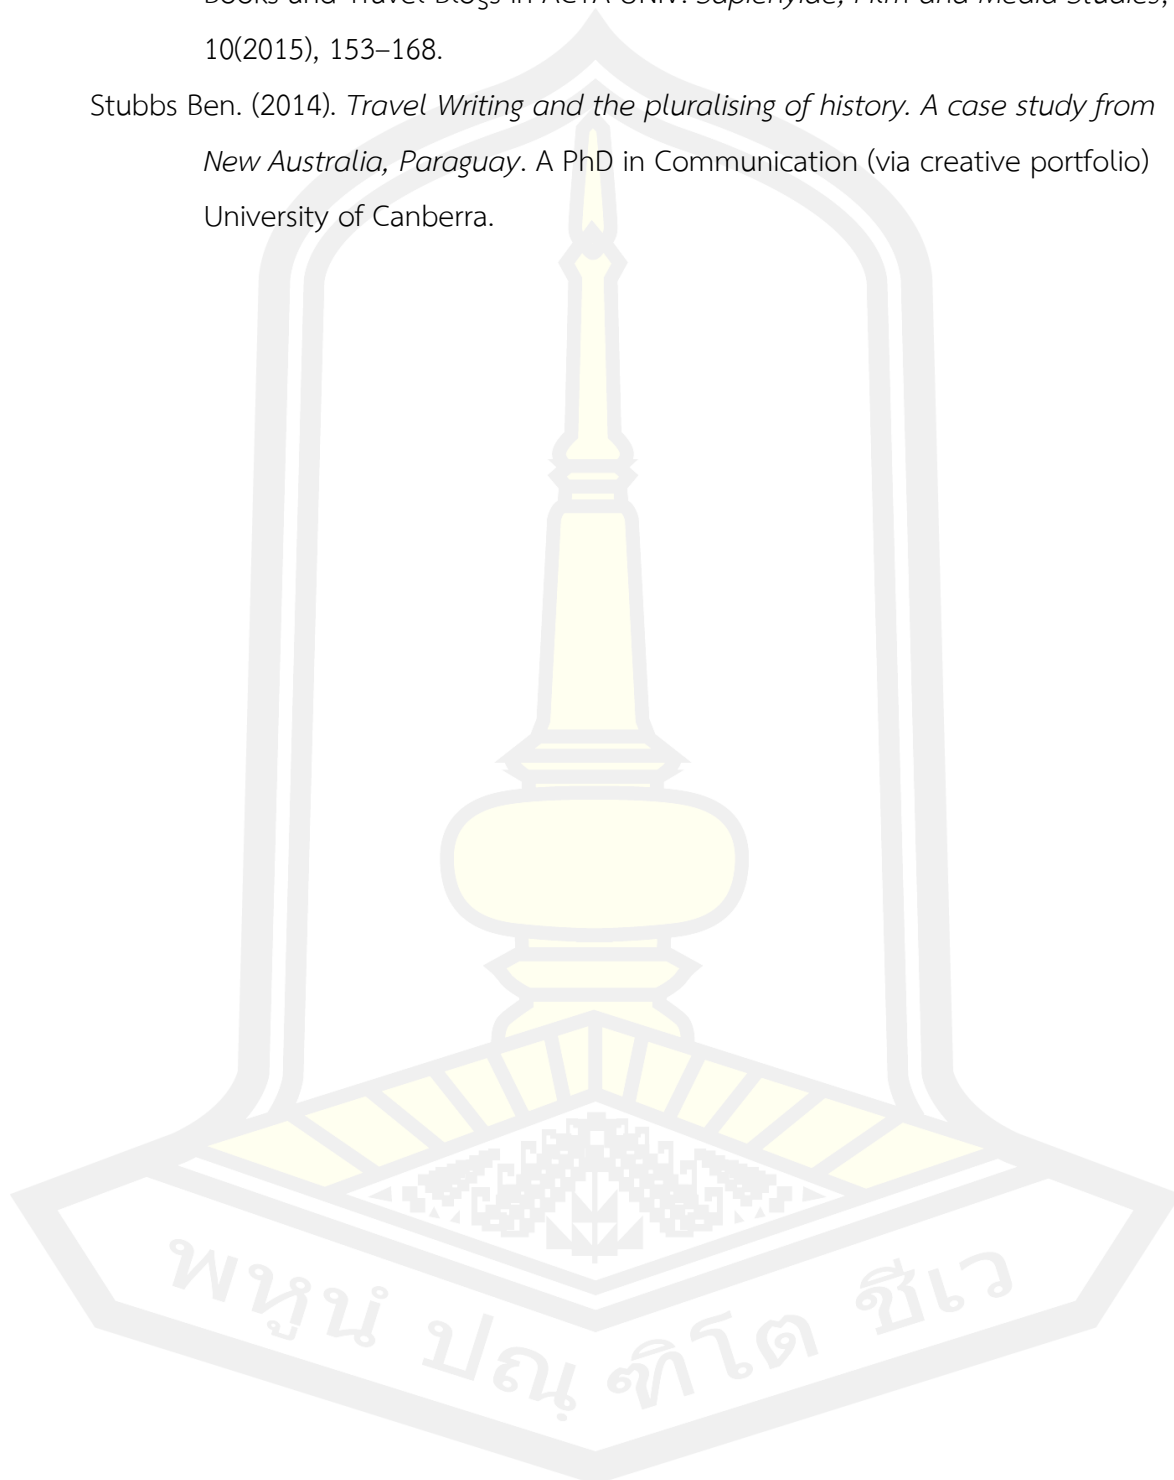 Books and Travel Blogs in ACTA UNIV. Sapientiae, Film and Media Studies,
10(2015), 153–168.
Stubbs Ben. (2014). Travel Writing and the pluralising of history. A case study from
New Australia, Paraguay. A PhD in Communication (via creative portfolio)
University of Canberra.
พหูนํ ปณฺฑิโต ชีเว